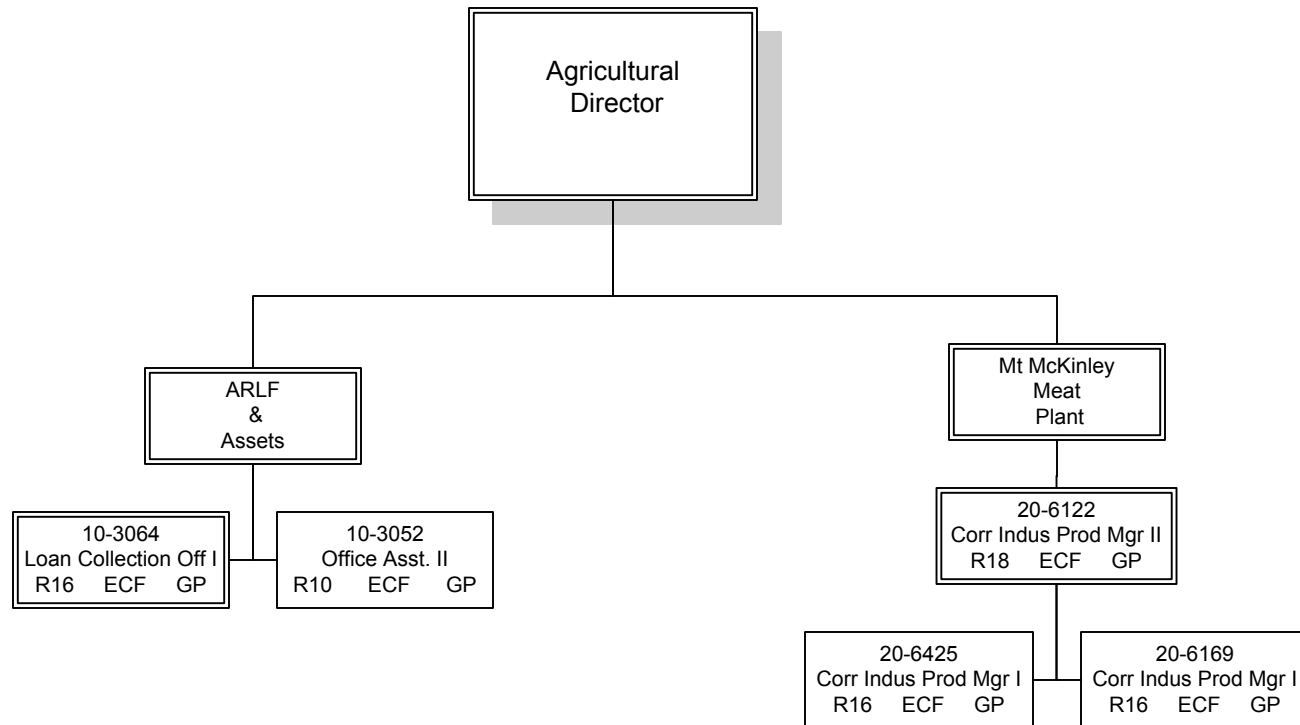 Agricultural
Director
ARLF
&
Assets
Mt McKinley
Meat
Plant
10-3064
Loan Collection Off I
R16 ECF GP
10-3052
Office Asst. II
R10 ECF GP
20-6122
Corr Indus Prod Mgr II
R18 ECF GP
20-6425
Corr Indus Prod Mgr I
R16 ECF GP
20-6169
Corr Indus Prod Mgr I
R16 ECF GP